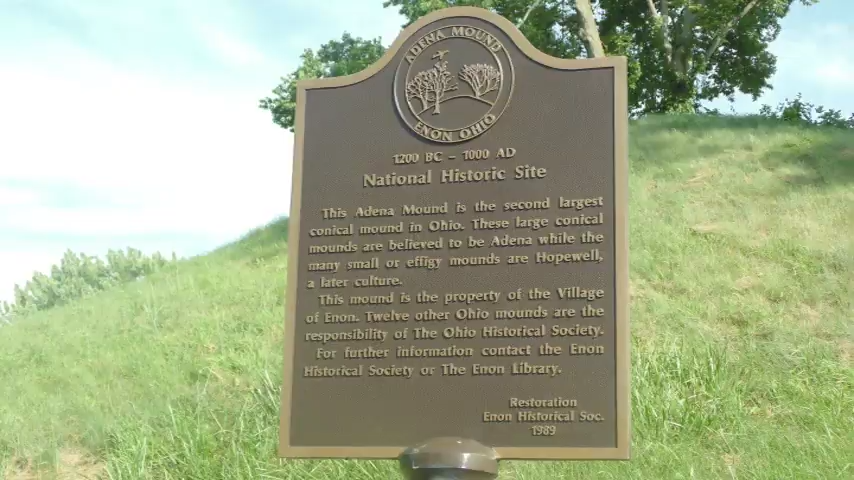 ADENA MOUND
ENON OHIO
1200 BC - 1000 AD
National Historic Site
This Adena Mound is the second largest
conical mound in Ohio. These large conical
mounds are believed to be Adena while the
many small or effigy mounds are Hopewell,
a later culture.
This mound is the property of the Village
of Enon. Twelve other Ohio mounds are the
responsibility of The Ohio Historical Society.
For further information contact the Enon
Historical Society or The Enon Library.
Restoration
Enon Historical Soc.
1989